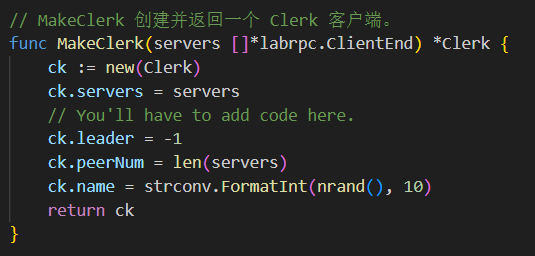 // MakeClerk 创建并返回一个 Clerk 客户端。
func MakeClerk(servers []*labrpc.ClientEnd) *Clerk {
    ck := new(Clerk)
    ck.servers = servers
    // You'll have to add code here.
    ck.leader = -1
    ck.peerNum = len(servers)
    ck.name = strconv.FormatInt(nrand(), 10)
    return ck
}